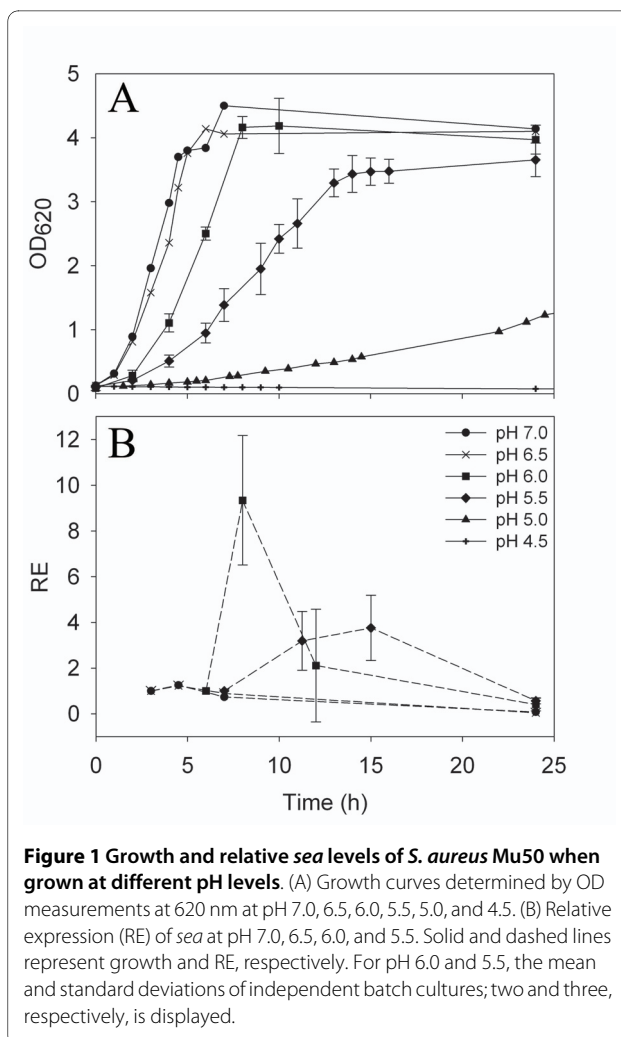 A
5
4
3
2
1
0
OD620
B
12
10
8
6
4
2
0
RE
pH 7.0
pH 6.5
pH 6.0
pH 5.5
pH 5.0
pH 4.5
0 5 10 15 20 25
Time (h)
Figure 1 Growth and relative sea levels of S. aureus Mu50 when
grown at different pH levels. (A) Growth curves determined by OD
measurements at 620 nm at pH 7.0, 6.5, 6.0, 5.5, 5.0, and 4.5. (B) Relative
expression (RE) of sea at pH 7.0, 6.5, 6.0, and 5.5. Solid and dashed lines
represent growth and RE, respectively. For pH 6.0 and 5.5, the mean
and standard deviations of independent batch cultures; two and three,
respectively, is displayed.